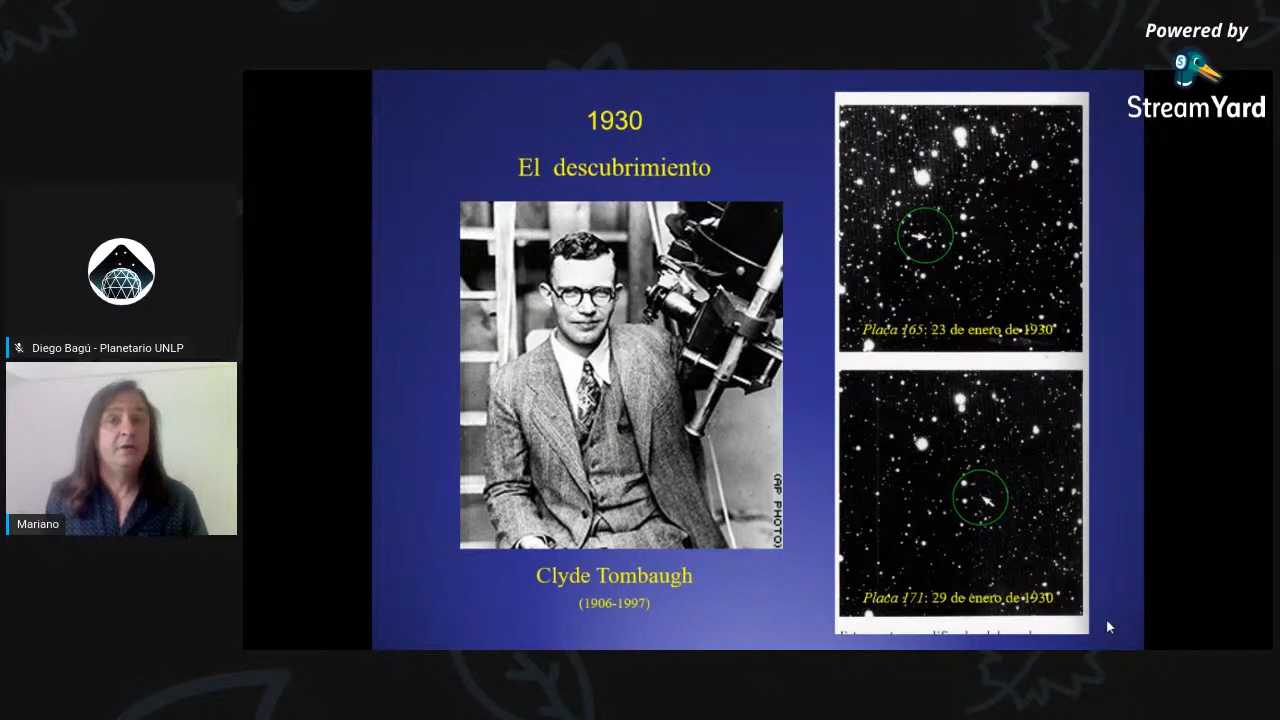 Powered by
StreamYard
1930
El descubrimiento
(AP PHOTO)
Clyde Tombaugh
(1906-1997)
Placa 165: 23 de enero de 1930
Placa 171: 29 de enero de 1930
Diego Bagú - Planetario UNLP
Mariano